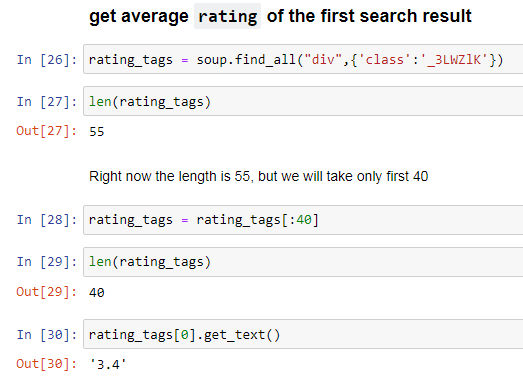 get average rating of the first search result
In [26]: rating_tags = soup.find_all("div",{'class':'_3LWZlK'})
In [27]: len(rating_tags)
Out[27]: 55
Right now the length is 55, but we will take only first 40
In [28]: rating_tags = rating_tags[:40]
In [29]: len(rating_tags)
Out[29]: 40
In [30]: rating_tags[0].get_text()
Out[30]: '3.4'